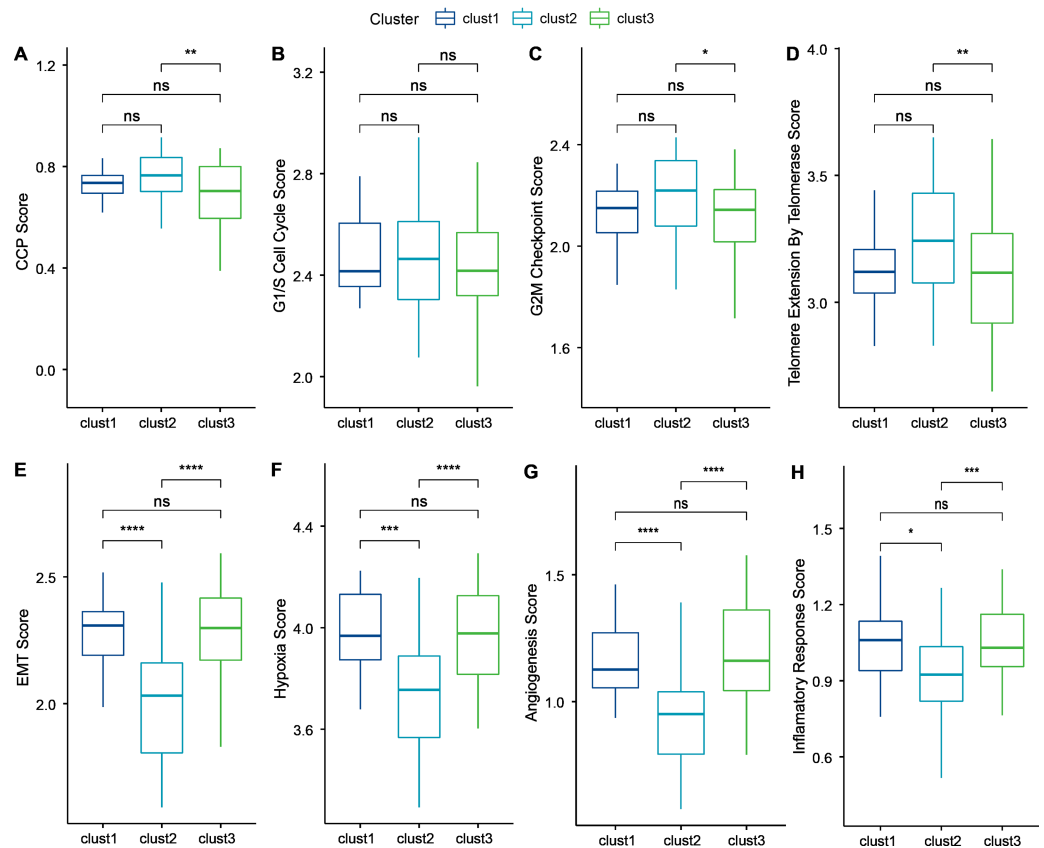 Cluster clust1 clust2 clust3
A
CCP Score
1.2
0.8
0.4
0.0
**
ns
ns
clust1 clust2 clust3
B
G1/S Cell Cycle Score
3.2
2.8
2.4
2.0
ns
ns
ns
clust1 clust2 clust3
C
G2M Checkpoint Score
2.4
2.0
1.6
*
ns
ns
clust1 clust2 clust3
D
Telomere Extension By Telomerase Score
4.0
3.5
3.0
**
ns
ns
clust1 clust2 clust3
E
EMT Score
2.5
2.0
****
ns
****
clust1 clust2 clust3
F
Hypoxia Score
4.4
4.0
3.6
****
ns
***
clust1 clust2 clust3
G
Angiogenesis Score
1.5
1.0
****
ns
****
clust1 clust2 clust3
H
Inflamatory Response Score
1.5
1.2
0.9
0.6
***
ns
*
clust1 clust2 clust3